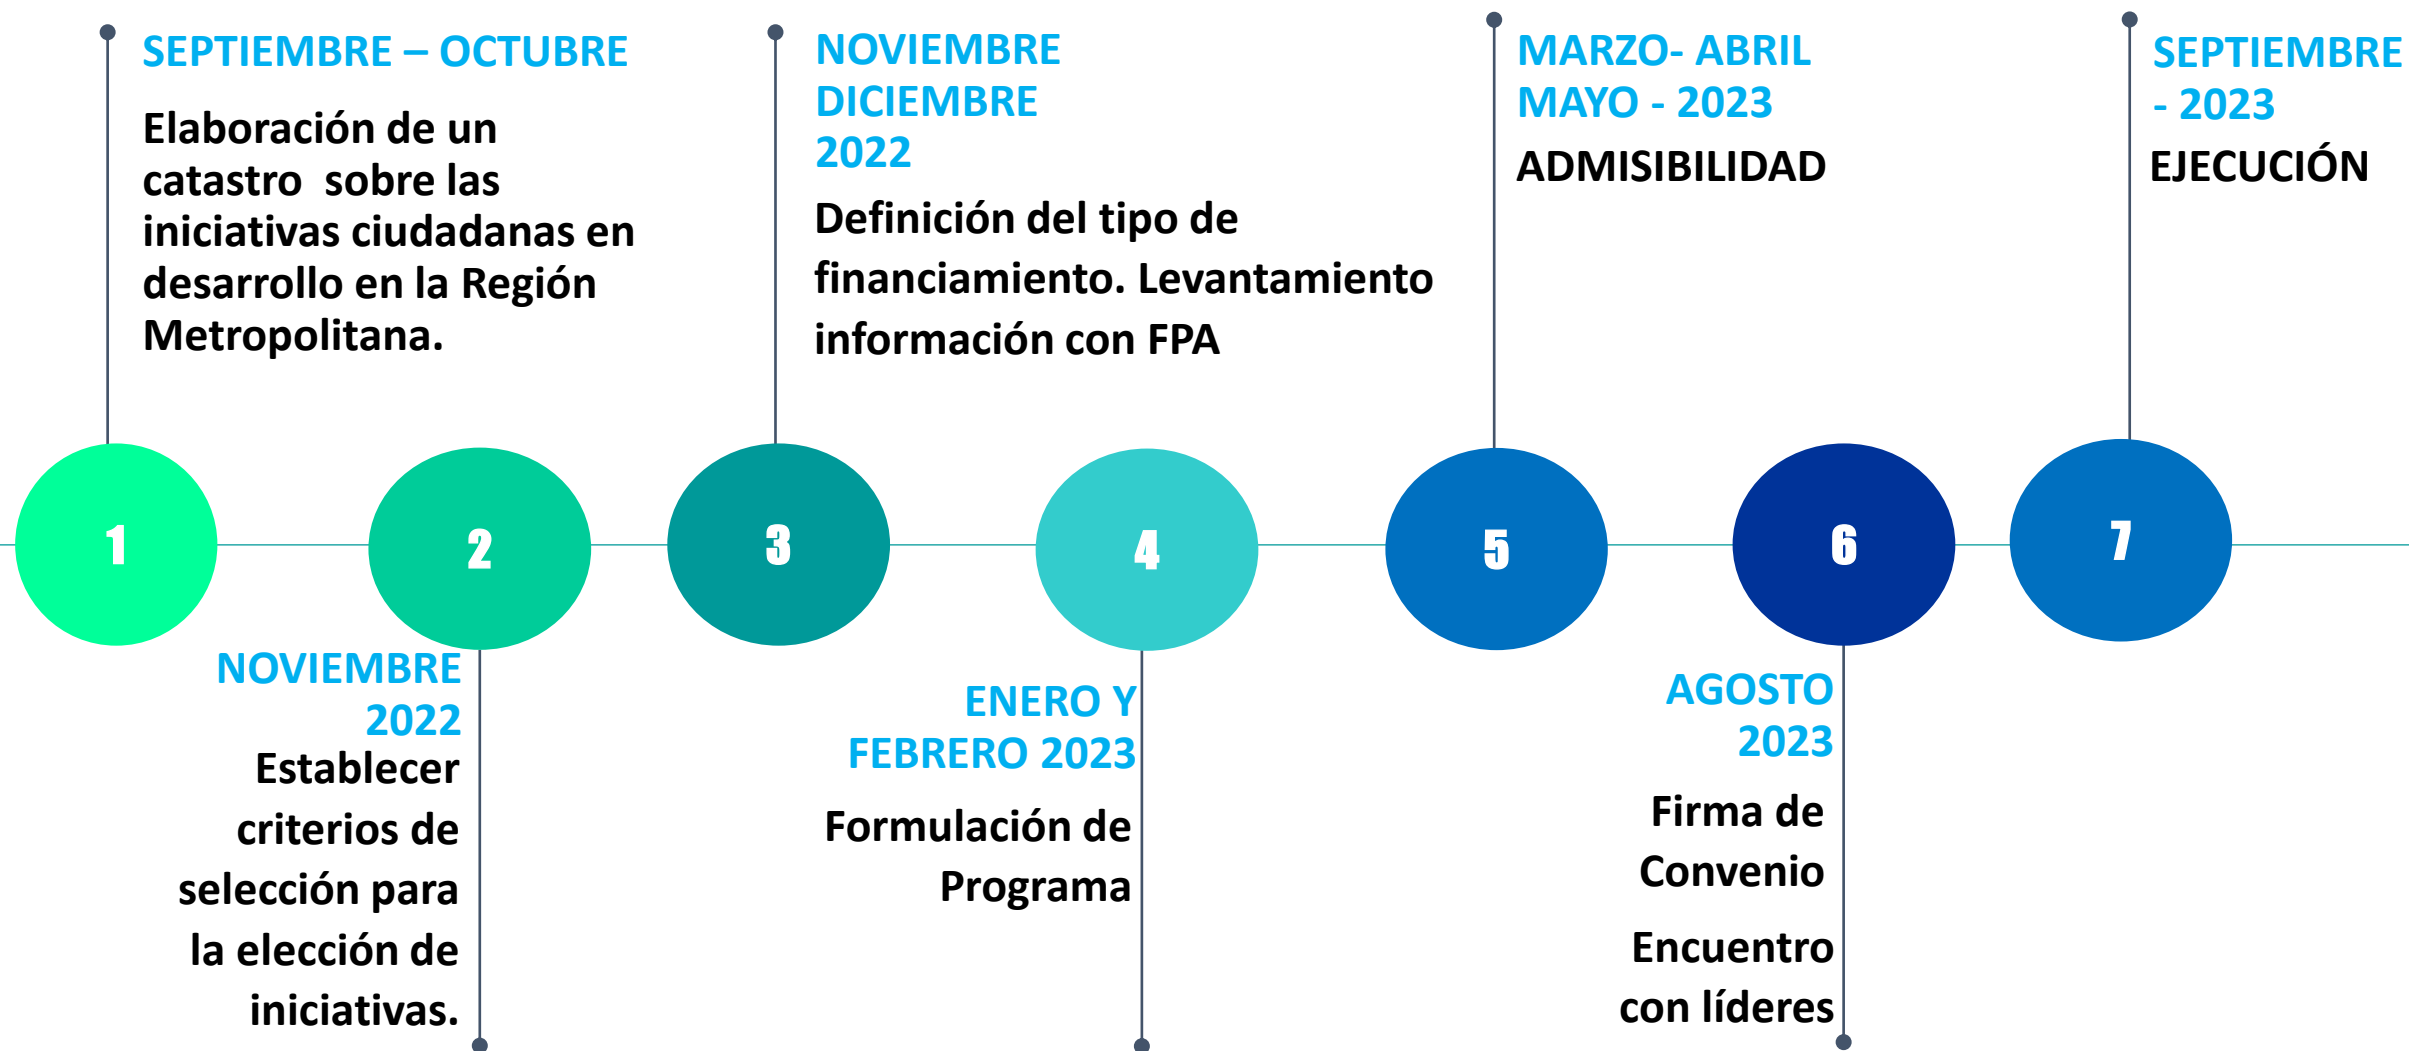 SEPTIEMBRE – OCTUBRE
Elaboración de un
catastro  sobre las
iniciativas ciudadanas en
desarrollo en la Región
Metropolitana.
NOVIEMBRE
DICIEMBRE
2022
Definición del tipo de
financiamiento. Levantamiento
información con FPA
MARZO- ABRIL
MAYO - 2023
ADMISIBILIDAD
SEPTIEMBRE
- 2023
EJECUCIÓN
1
2
3
4
5
6
7
NOVIEMBRE
2022
Establecer
criterios de
selección para
la elección de
iniciativas.
ENERO Y
FEBRERO 2023
Formulación de
Programa
AGOSTO
2023
Firma de
Convenio
Encuentro
con líderes